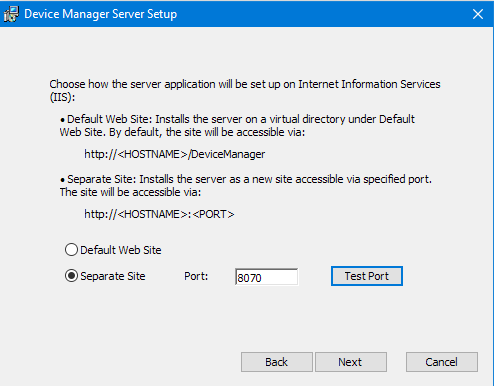 Device Manager Server Setup
Choose how the server application will be set up on Internet Information Services
(IIS):
• Default Web Site: Installs the server on a virtual directory under Default
Web Site. By default, the site will be accessible via:
http://<HOSTNAME>/DeviceManager
• Separate Site: Installs the server as a new site accessible via specified port.
The site will be accessible via:
http://<HOSTNAME>:<PORT>
Default Web Site
Separate Site Port: 8070 Test Port
Back Next Cancel